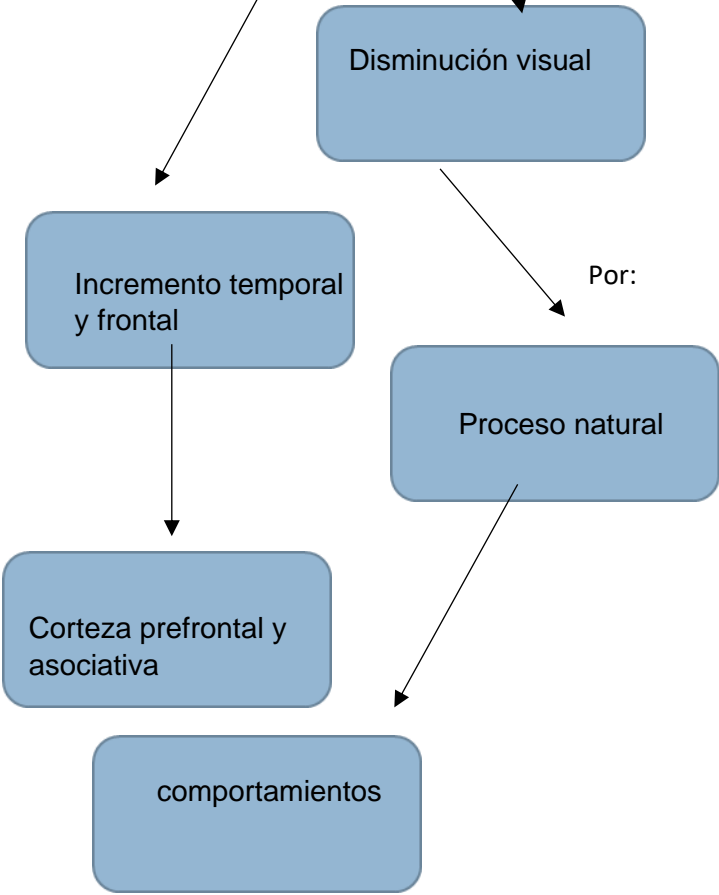 Disminución visual
Incremento temporal
y frontal
Por:
Proceso natural
Corteza prefrontal y
asociativa
comportamientos